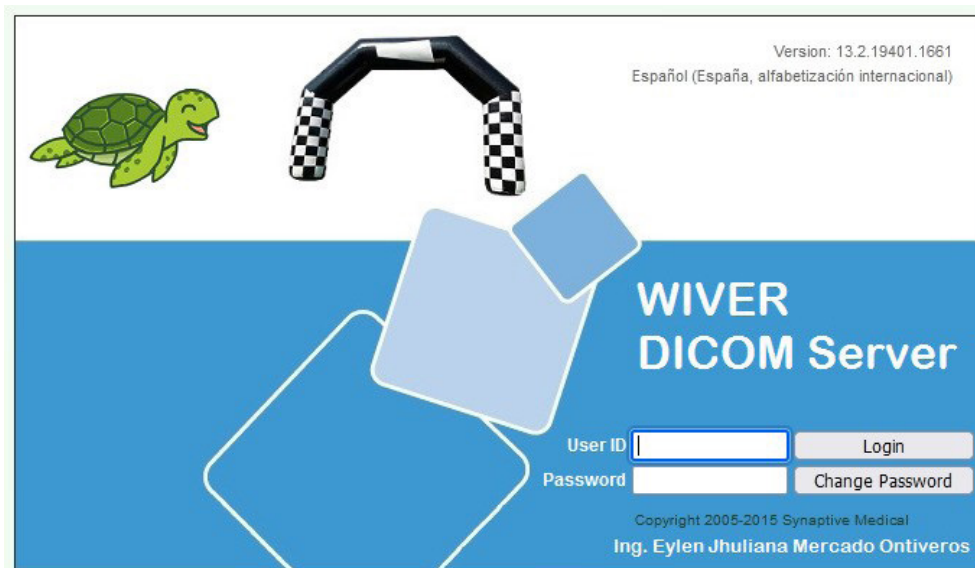 Version: 13.2.19401.1661
Español (España, alfabetización internacional)
WIVER
DICOM Server
User ID
Login
Password
Change Password
Copyright 2005-2015 Synaptive Medical
Ing. Eylen Jhuliana Mercado Ontiveros